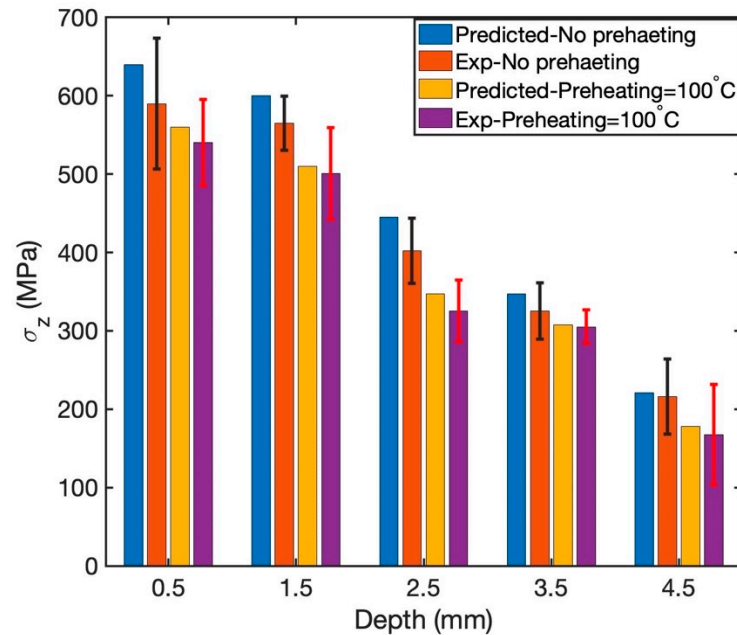 700
600
500
400
300
200
100
0
σz (MPa)
Predicted-No prehaeting
Exp-No prehaeting
Predicted-Preheating=100°C
Exp-Preheating=100°C
0.5 1.5 2.5 3.5 4.5
Depth (mm)